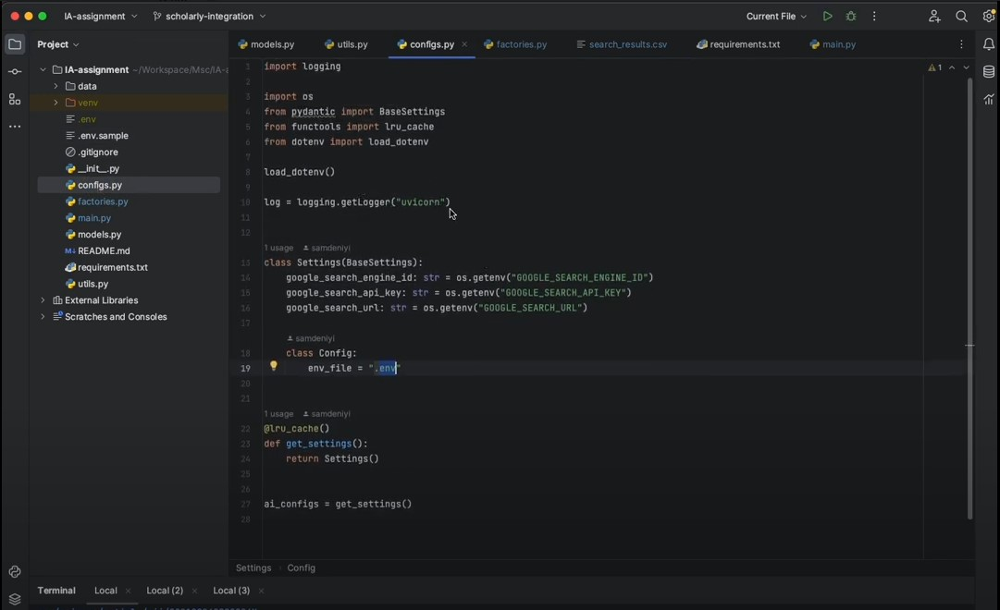 IA-assignment
scholarly-integration
Current File
Project
models.py
utils.py
configs.py
factories.py
search_results.csv
requirements.txt
main.py
IA-assignment ~/Workspace/Msc/IA-a
data
venv
.env
.env.sample
.gitignore
__init__.py
configs.py
factories.py
main.py
models.py
README.md
requirements.txt
utils.py
External Libraries
Scratches and Consoles
1
1 import logging
2
3 import os
4 from pydantic import BaseSettings
5 from functools import lru_cache
6 from dotenv import load_dotenv
7
8 load_dotenv()
9
10 log = logging.getLogger("uvicorn")
11
12
1 usage samdeniyi
13 class Settings(BaseSettings):
14 google_search_engine_id: str = os.getenv("GOOGLE_SEARCH_ENGINE_ID")
15 google_search_api_key: str = os.getenv("GOOGLE_SEARCH_API_KEY")
16 google_search_url: str = os.getenv("GOOGLE_SEARCH_URL")
17
samdeniyi
18 class Config:
19 env_file = ".env"
20
21
1 usage samdeniyi
22 @lru_cache()
23 def get_settings():
24 return Settings()
25
26
27 ai_configs = get_settings()
28
Settings Config
Terminal Local Local (2) Local (3)